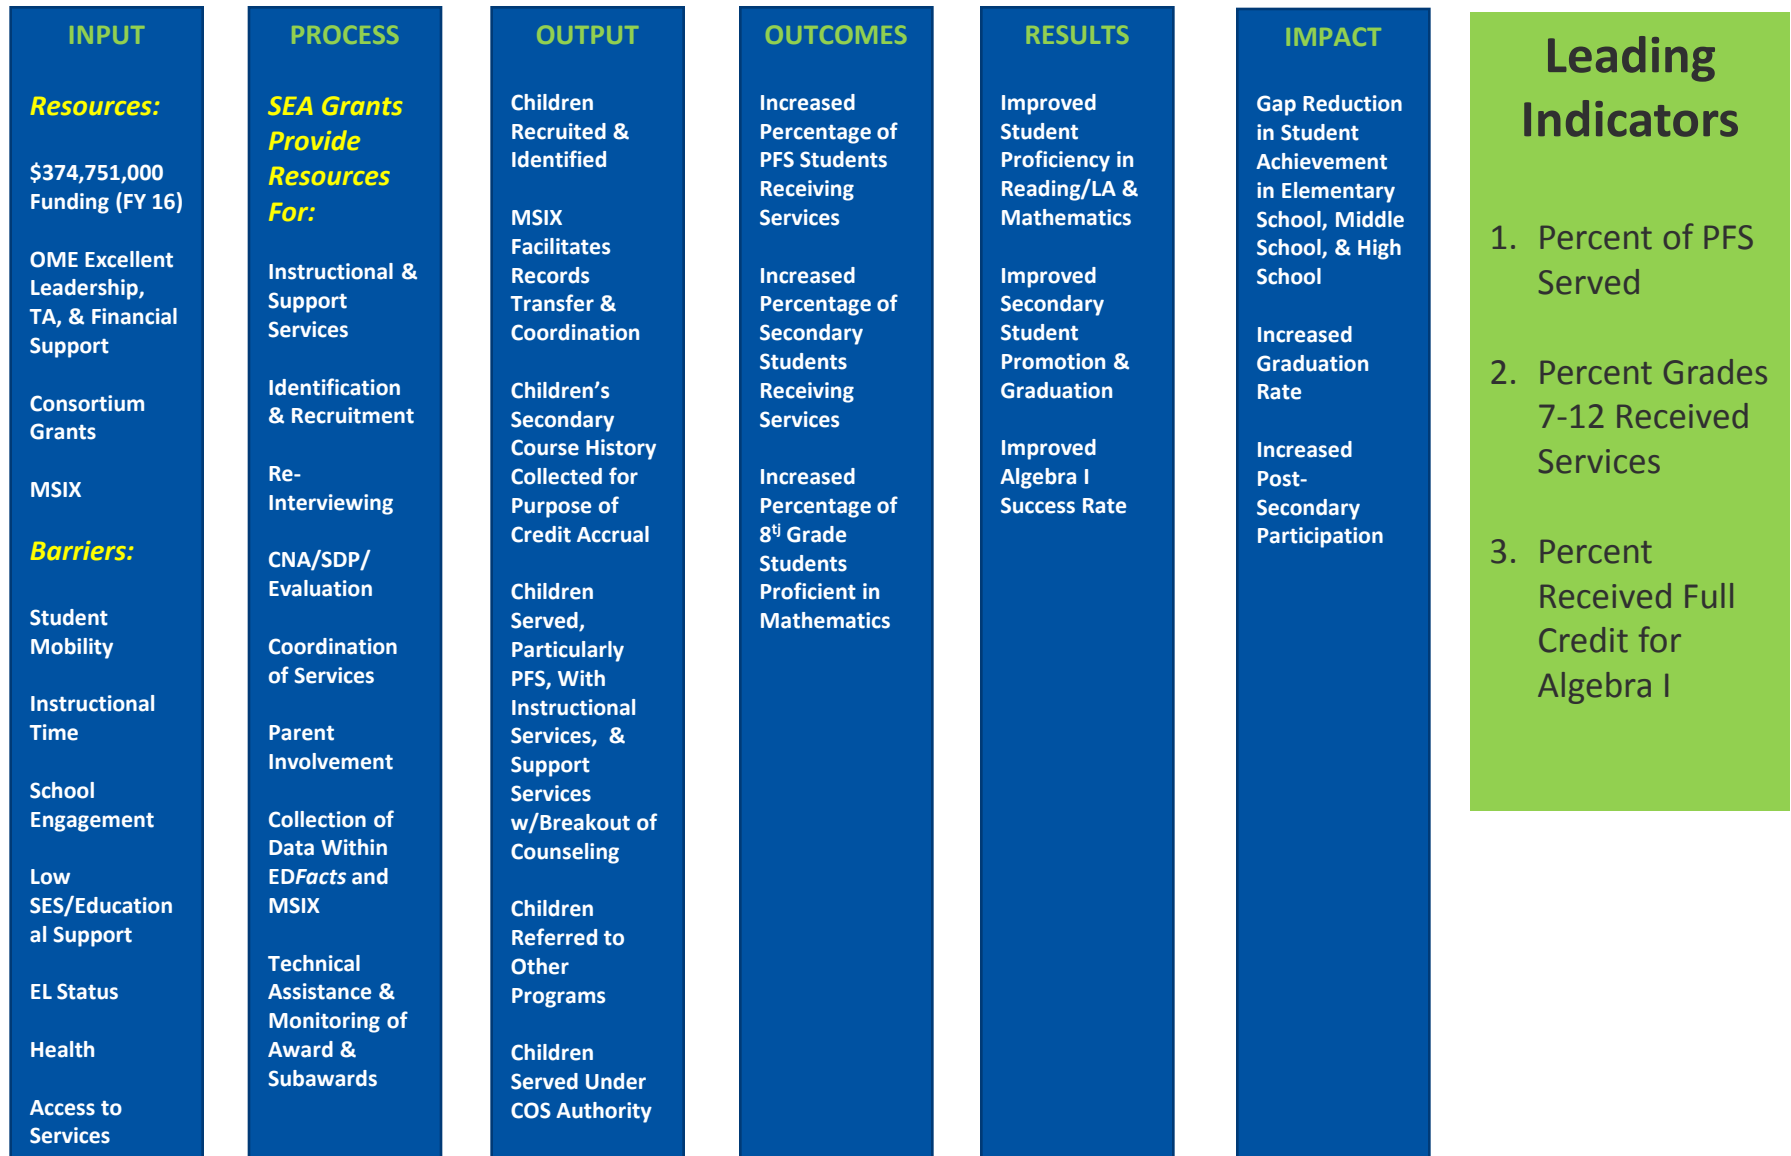 INPUT
Resources:
$374,751,000
Funding (FY 16)
OME Excellent
Leadership,
TA, & Financial
Support
Consortium
Grants
MSIX
Barriers:
Student
Mobility
Instructional
Time
School
Engagement
Low
SES/Education
al Support
EL Status
Health
Access to
Services
PROCESS
SEA Grants
Provide
Resources
For:
Instructional &
Support
Services
Identification
& Recruitment
Re-
Interviewing
CNA/SDP/
Evaluation
Coordination
of Services
Parent
Involvement
Collection of
Data Within
EDFacts and
MSIX
Technical
Assistance &
Monitoring of
Award &
Subawards
OUTPUT
Children
Recruited &
Identified
MSIX
Facilitates
Records
Transfer &
Coordination
Children’s
Secondary
Course History
Collected for
Purpose of
Credit Accrual
Children
Served,
Particularly
PFS, With
Instructional
Services, &
Support
Services
w/Breakout of
Counseling
Children
Referred to
Other
Programs
Children
Served Under
COS Authority
OUTCOMES
Increased
Percentage of
PFS Students
Receiving
Services
Increased
Percentage of
Secondary
Students
Receiving
Services
Increased
Percentage of
8tj Grade
Students
Proficient in
Mathematics
RESULTS
Improved
Student
Proficiency in
Reading/LA &
Mathematics
Improved
Secondary
Student
Promotion &
Graduation
Improved
Algebra I
Success Rate
IMPACT
Gap Reduction
in Student
Achievement
in Elementary
School, Middle
School, & High
School
Increased
Graduation
Rate
Increased
Post-
Secondary
Participation
Leading
Indicators
1. Percent of PFS
Served
2. Percent Grades
7-12 Received
Services
3. Percent
Received Full
Credit for
Algebra I